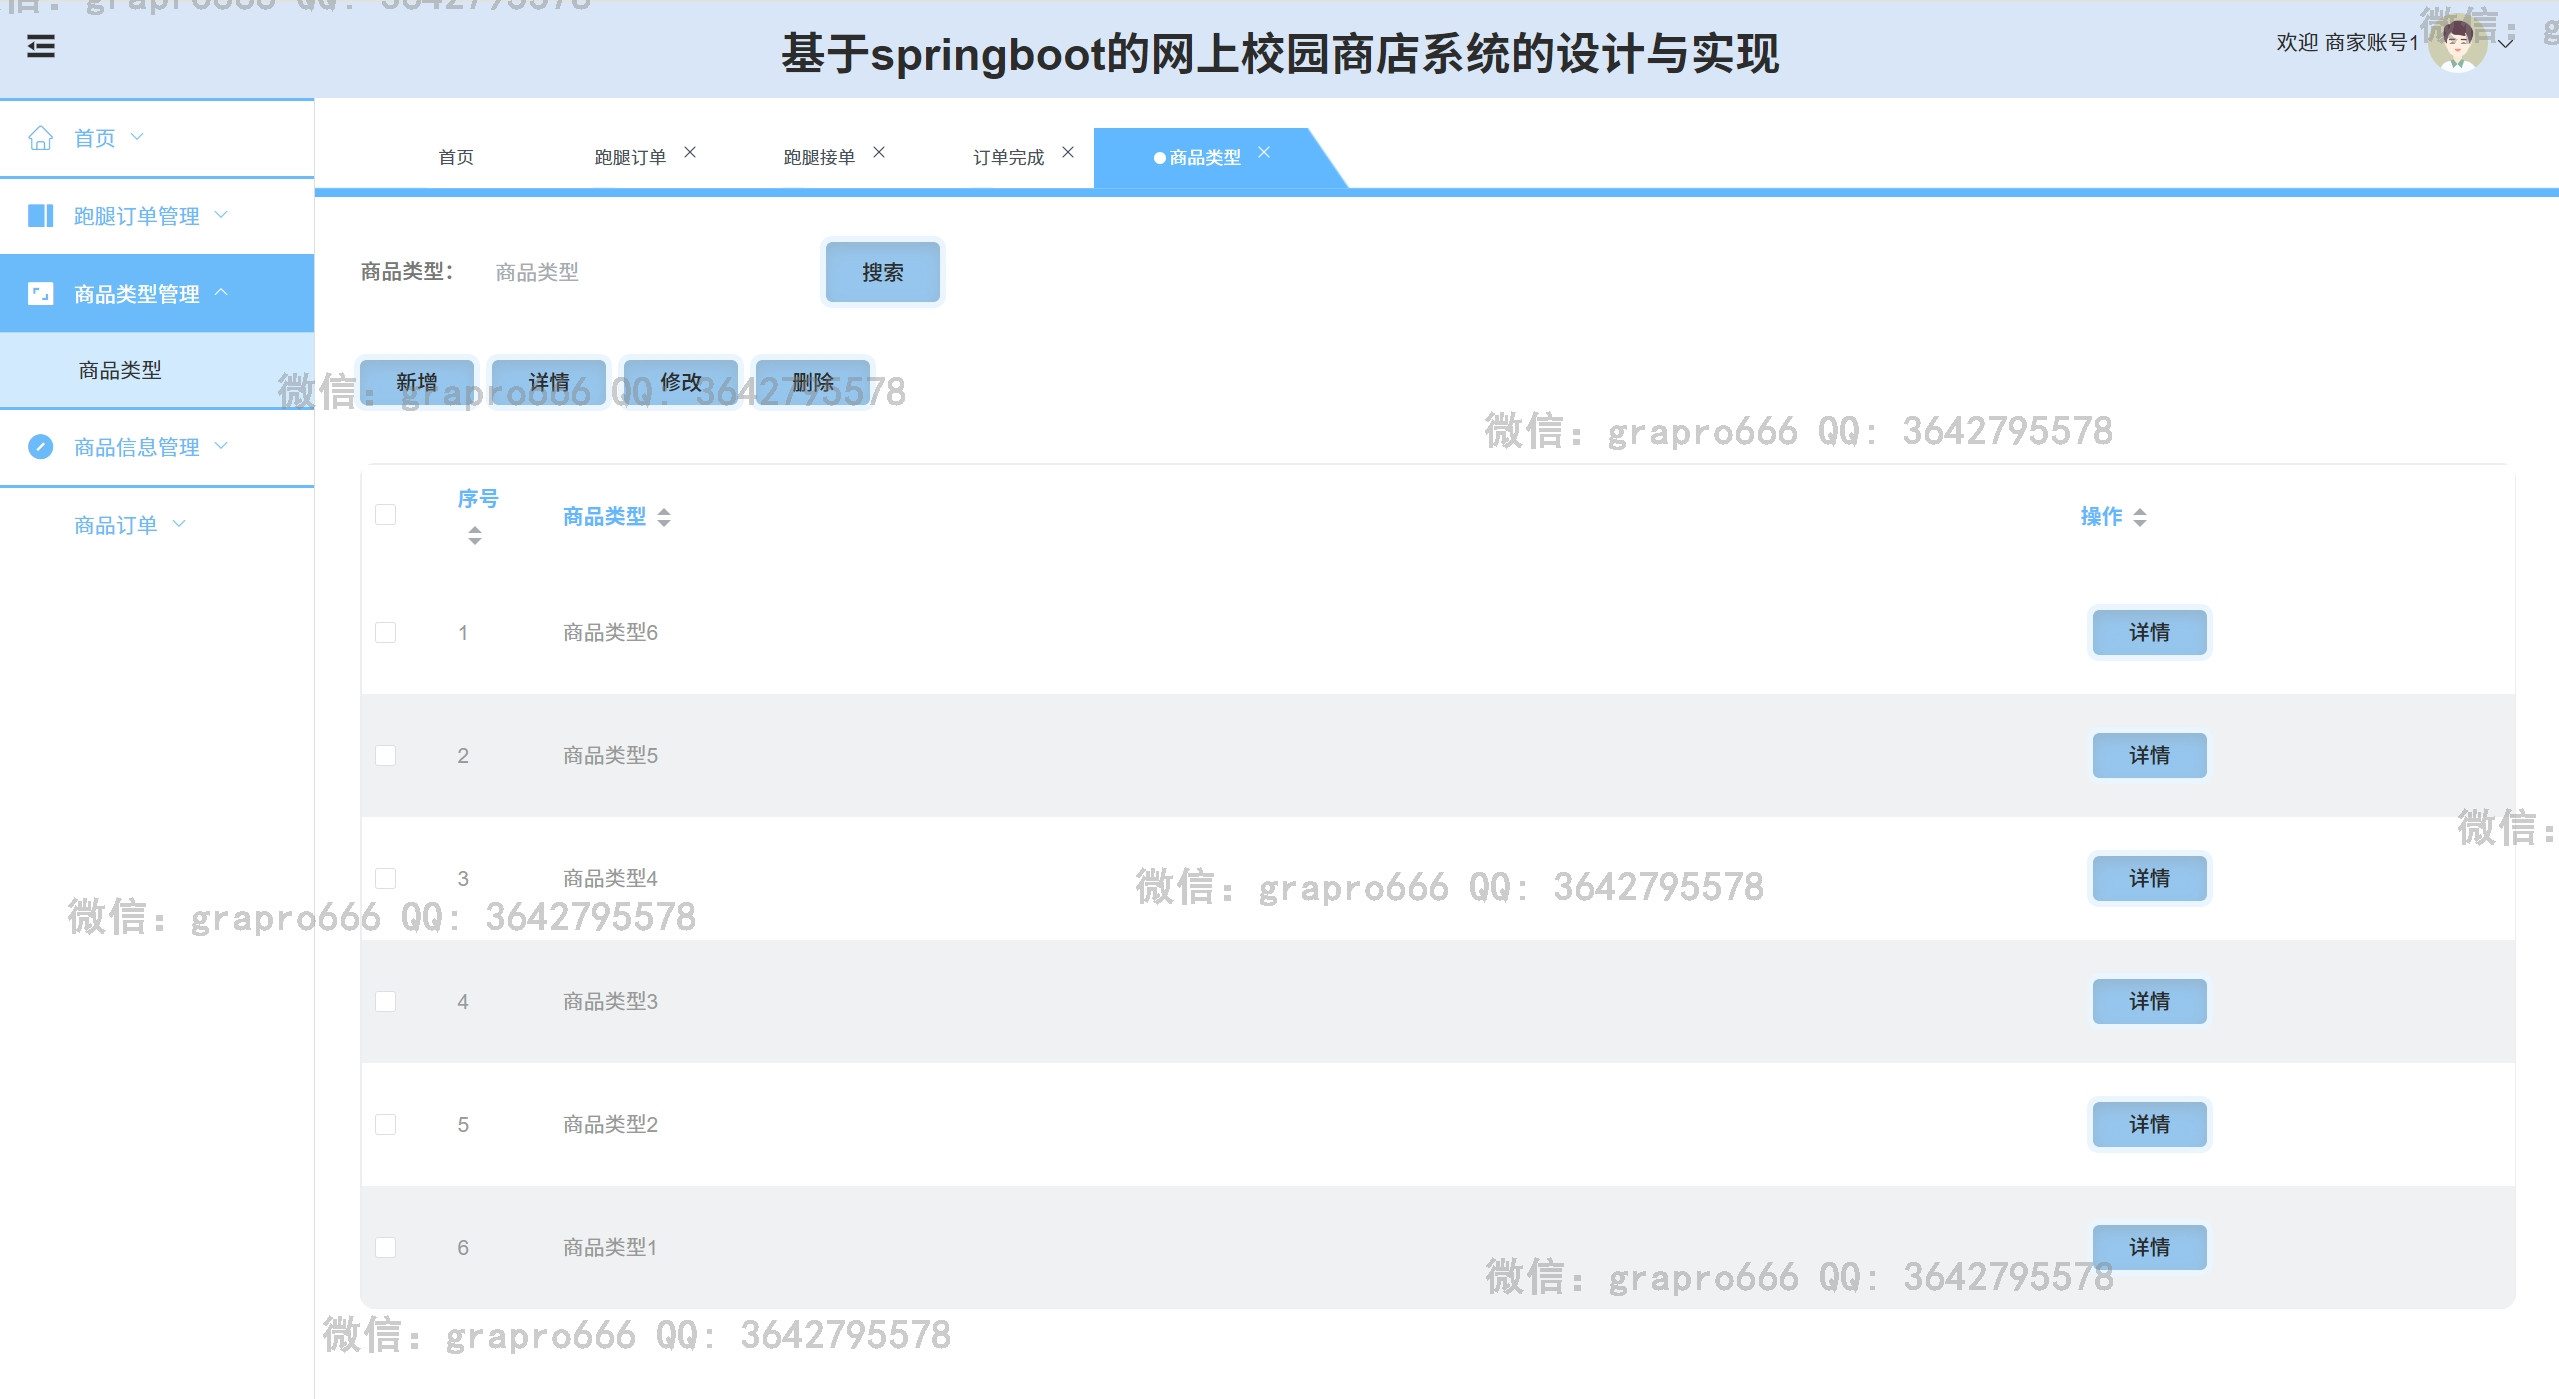 微信: grapro666 QQ: 3642795578
基于springboot的网上校园商店系统的设计与实现
欢迎 商家账号1
微信: g
首页
跑腿订单管理
商品类型管理
商品类型
商品信息管理
商品订单
首页
跑腿订单
跑腿接单
订单完成
商品类型
商品类型：
商品类型
搜索
新增
详情
修改
删除
微信: grapro666 QQ: 3642795578
微信: grapro666 QQ: 3642795578
序号
商品类型
操作
1 商品类型6 详情
2 商品类型5 详情
微信:
3 商品类型4 详情
微信: grapro666 QQ: 3642795578
微信: grapro666 QQ: 3642795578
4 商品类型3 详情
5 商品类型2 详情
6 商品类型1 详情
微信: grapro666 QQ: 3642795578
微信: grapro666 QQ: 3642795578